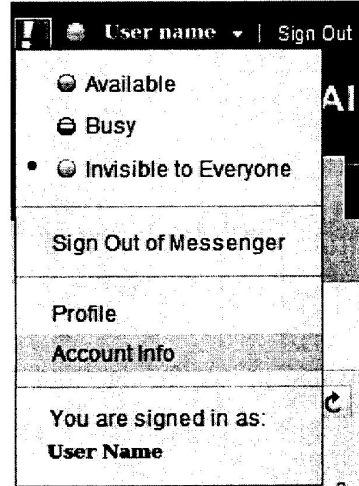 ! User name | Sign Out
Available
AI
Busy
• Invisible to Everyone
Sign Out of Messenger
Profile
Account Info
You are signed in as:
User Name